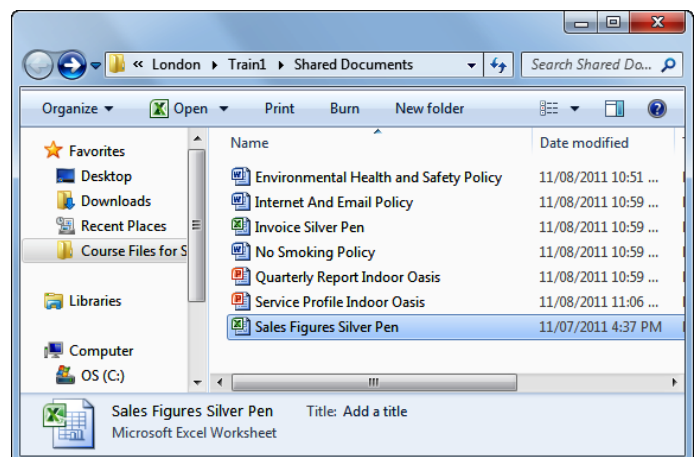 « London ▸ Train1 ▸ Shared Documents
Search Shared Do...
Organize Open Print Burn New folder
Favorites
Desktop
Downloads
Recent Places
Course Files for S
Libraries
Computer
OS (C:)
Name Date modified
Environmental Health and Safety Policy 11/08/2011 10:51 ...
Internet And Email Policy 11/08/2011 10:59 ...
Invoice Silver Pen 11/08/2011 10:59 ...
No Smoking Policy 11/08/2011 10:59 ...
Quarterly Report Indoor Oasis 11/08/2011 10:59 ...
Service Profile Indoor Oasis 11/08/2011 11:06 ...
Sales Figures Silver Pen 11/07/2011 4:37 PM
Sales Figures Silver Pen Title: Add a title
Microsoft Excel Worksheet